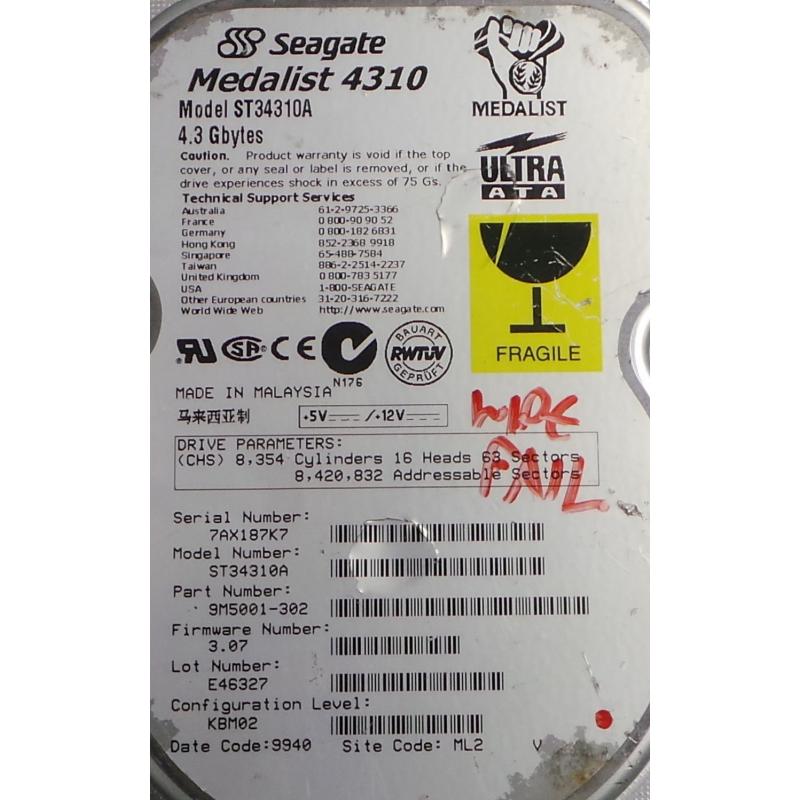 Seagate
Medalist 4310
Model ST34310A
4.3 Gbytes
MEDALIST
ULTRA
ATA
Caution. Product warranty is void if the top
cover, or any seal or label is removed, or if the
drive experiences shock in excess of 75 G's.
Technical Support Services
Australia 61-2-9725-3366
France 0 800-90 90 52
Germany 0 800-182 6831
Hong Kong 852-2368 9918
Singapore 65-488-7584
Taiwan 886-2-2514-2237
United Kingdom 0 800-783 5177
USA 1-800-SEAGATE
Other European countries 31-20-316-7222
World Wide Web http://www.seagate.com
FRAGILE
SA
CE
N176
BAUART
RWTÜV
GEPRÜFT
MADE IN MALAYSIA
马来西亚制
+5V /+12V
WIPE
FAIL
DRIVE PARAMETERS:
(CHS) 8,354 Cylinders 16 Heads 63 Sectors
8,420,832 Addressable Sectors
Serial Number:
7AX187K7
Model Number:
ST34310A
Part Number:
9M5001-302
Firmware Number:
3.07
Lot Number:
E46327
Configuration Level:
KBM02
Date Code:9940 Site Code: ML2 V